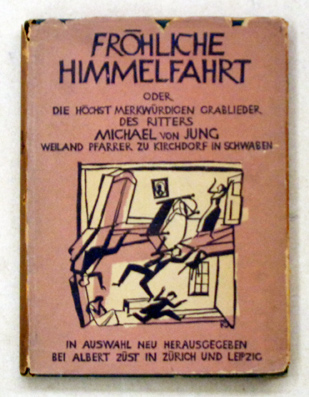 FRÖHLICHE
HIMMELFAHRT
ODER
DIE HÖCHST MERKWÜRDIGEN GRABLIEDER
DES RITTERS
MICHAEL VON JUNG
WEILAND PFARRER ZU KIRCHDORF IN SCHWABEN
IN AUSWAHL NEU HERAUSGEGEBEN
BEI ALBERT ZÜST IN ZÜRICH UND LEIPZIG